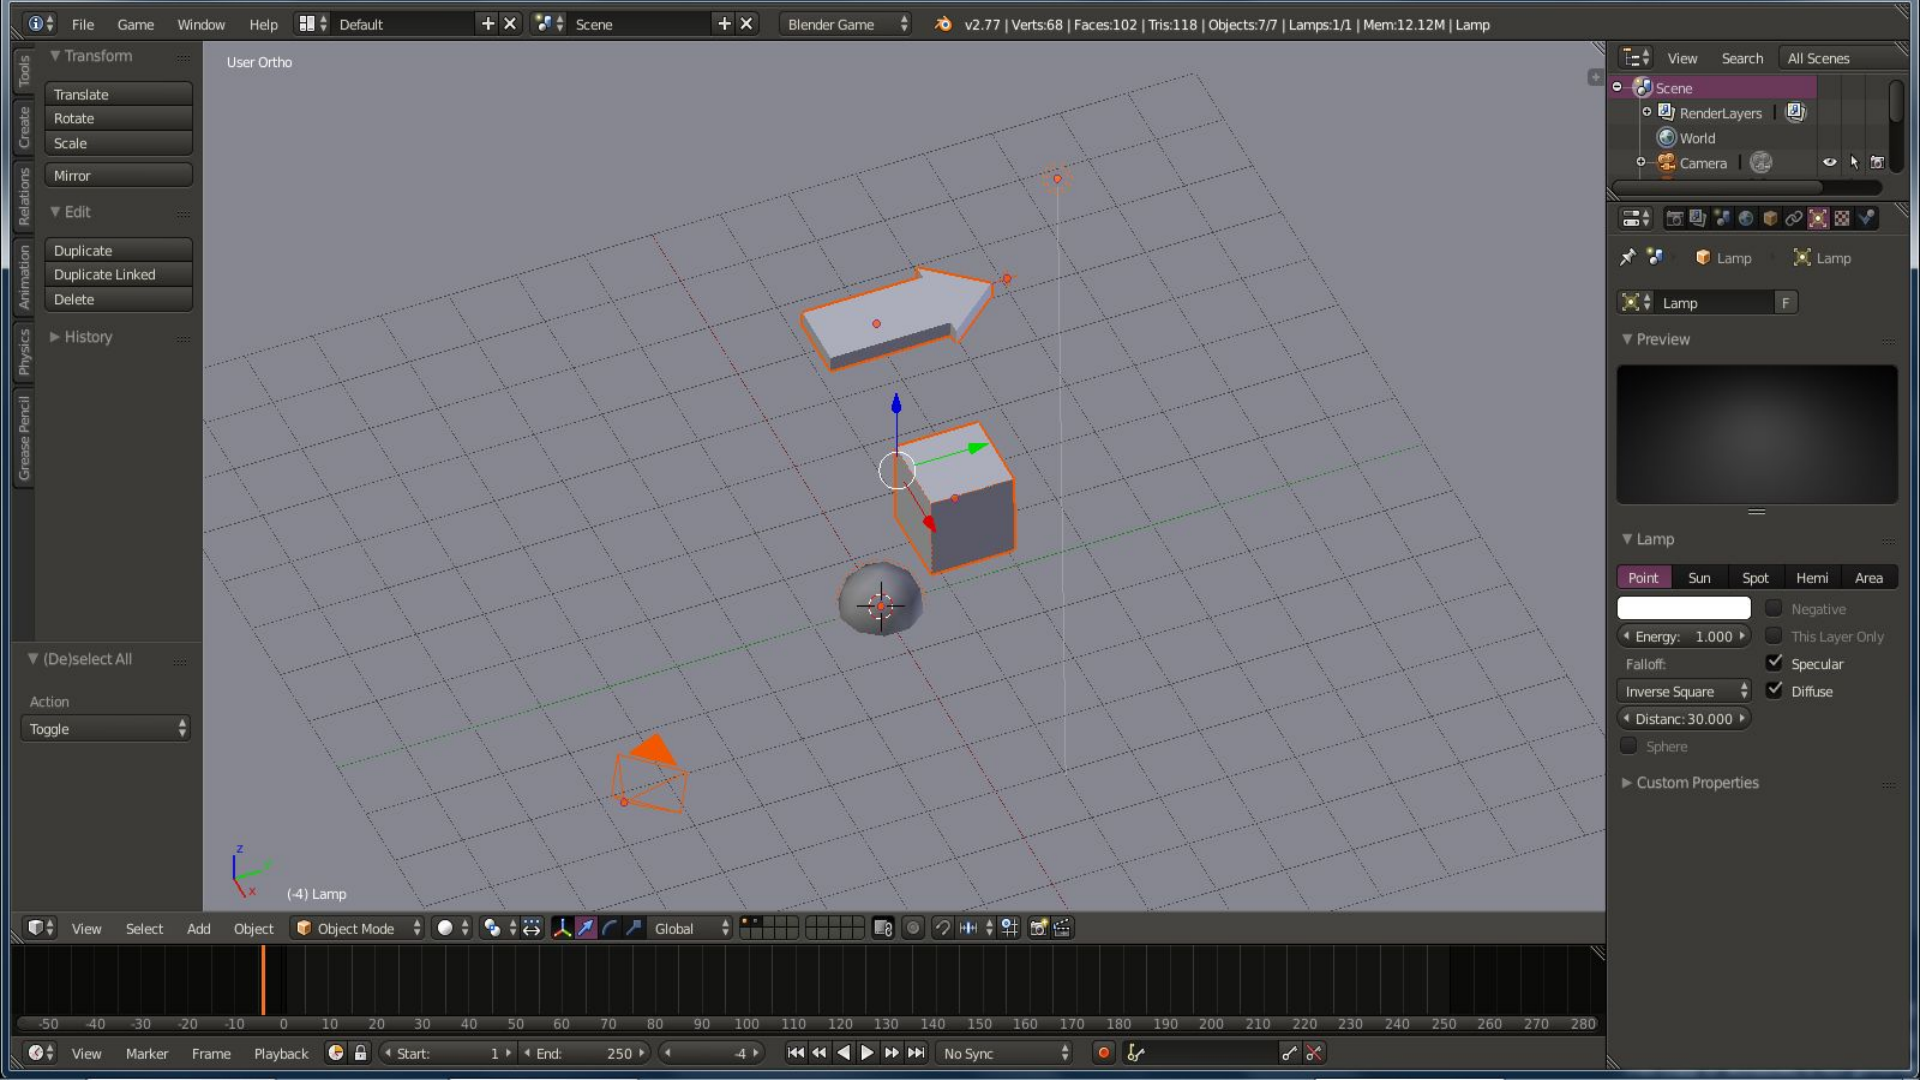 File Game Window Help Default Scene Blender Game v2.77 | Verts:68 | Faces:102 | Tris:118 | Objects:7/7 | Lamps:1/1 | Mem:12.12M | Lamp
Tools
Create
Relations
Animation
Physics
Grease Pencil
Transform
Translate
Rotate
Scale
Mirror
Edit
Duplicate
Duplicate Linked
Delete
History
(De)select All
Action
Toggle
User Ortho
z
x
(-4) Lamp
View Search All Scenes
Scene
RenderLayers
World
Camera
Lamp Lamp
Lamp F
Preview
Lamp
Point Sun Spot Hemi Area
Negative
Energy: 1.000 This Layer Only
Falloff: Specular
Inverse Square Diffuse
Distanc: 30.000
Sphere
Custom Properties
View Select Add Object Object Mode Global
-50 -40 -30 -20 -10 0 10 20 30 40 50 60 70 80 90 100 110 120 130 140 150 160 170 180 190 200 210 220 230 240 250 260 270 280
View Marker Frame Playback Start: 1 End: 250 -4 No Sync